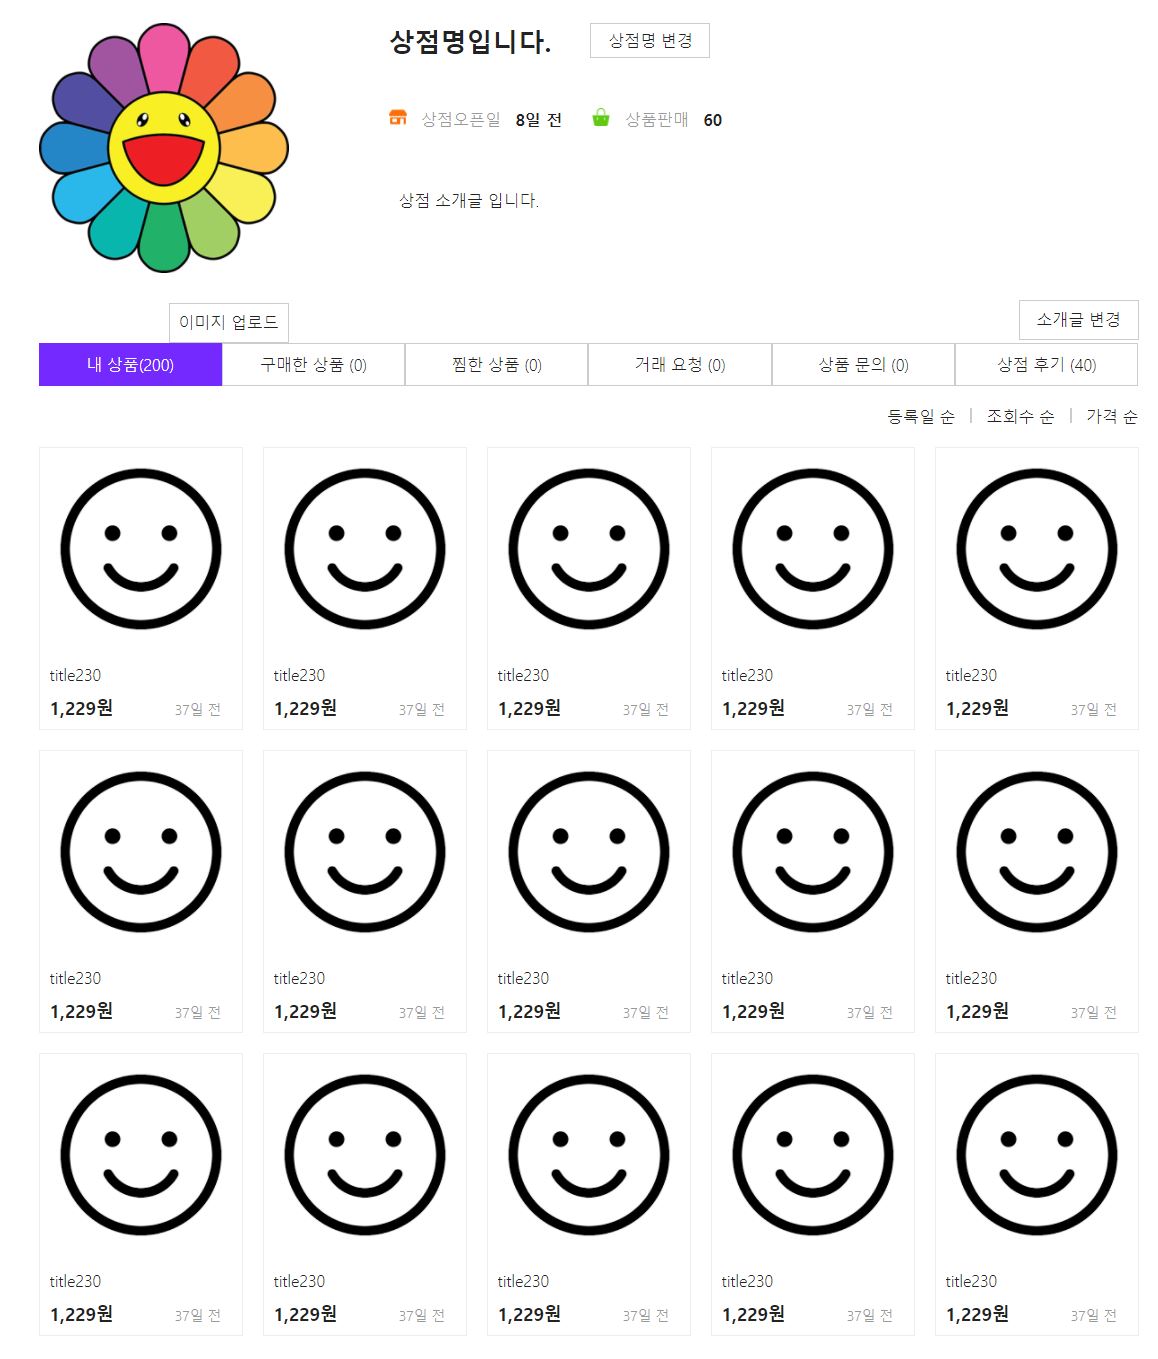 상점명입니다. 상점명 변경
상점오픈일 8일 전 상품판매 60
상점 소개글 입니다.
이미지 업로드 소개글 변경
내 상품(200) 구매한 상품 (0) 찜한 상품 (0) 거래 요청 (0) 상품 문의 (0) 상점 후기 (40)
등록일 순 | 조회수 순 | 가격 순
title230 title230 title230 title230 title230
1,229원 37일 전 1,229원 37일 전 1,229원 37일 전 1,229원 37일 전 1,229원 37일 전
title230 title230 title230 title230 title230
1,229원 37일 전 1,229원 37일 전 1,229원 37일 전 1,229원 37일 전 1,229원 37일 전
title230 title230 title230 title230 title230
1,229원 37일 전 1,229원 37일 전 1,229원 37일 전 1,229원 37일 전 1,229원 37일 전